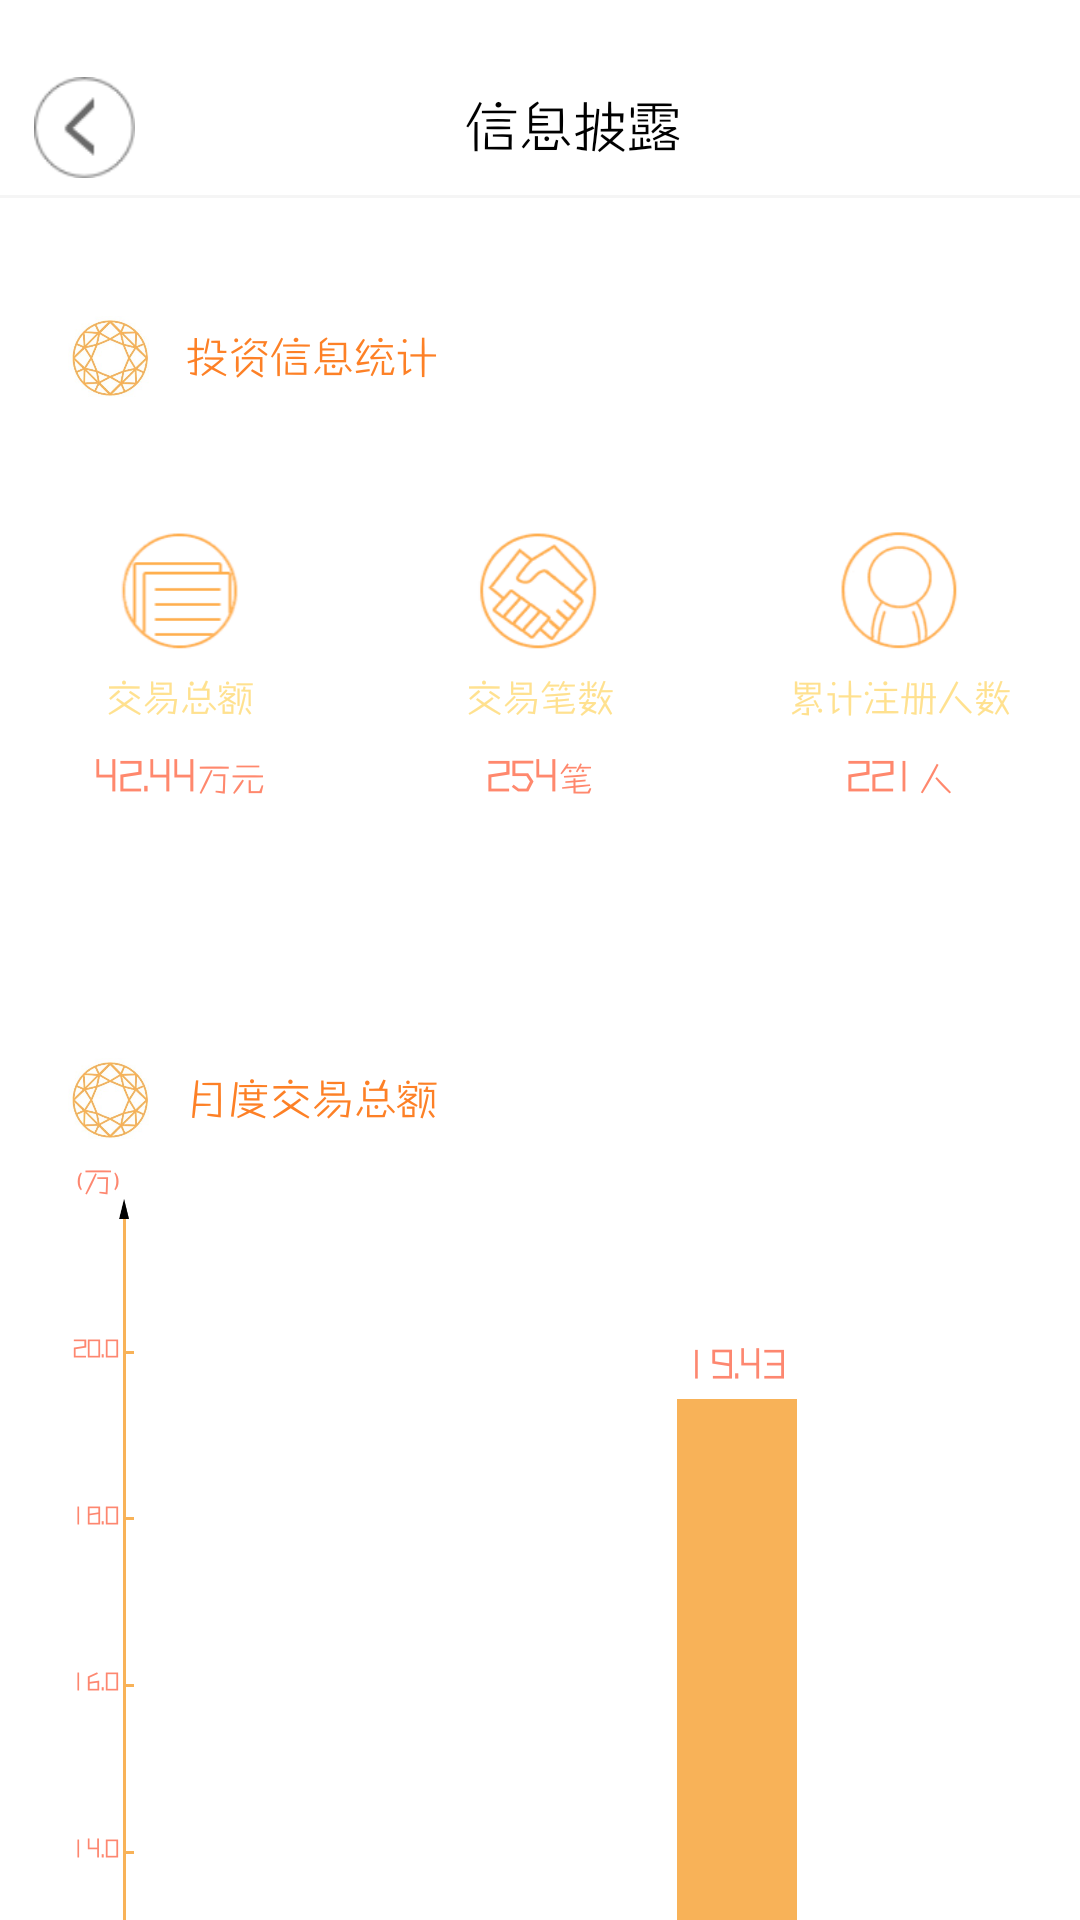 信息披露
投资信息统计
交易总额 交易笔数 累计注册人数
42.44万元 254笔 221人
月度交易总额
(万)
20.0
19.43
18.0
16.0
14.0